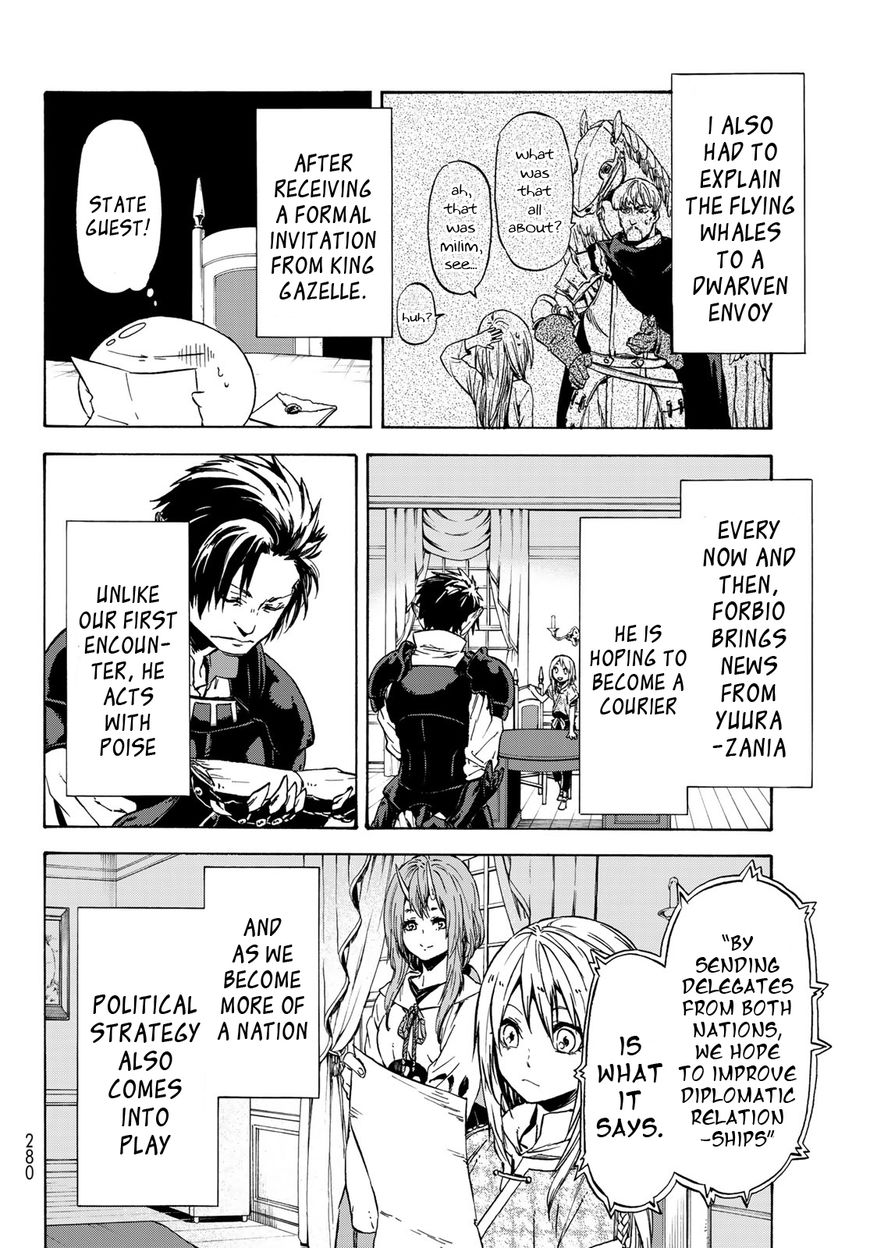 I ALSO
HAD TO
EXPLAIN
THE FLYING
WHALES
TO A
DWARVEN
ENVOY
what
was
that
all
about?
ah,
that
was
milim,
see...
huh?
AFTER
RECEIVING
A FORMAL
INVITATION
FROM KING
GAZELLE.
STATE
GUEST!
EVERY
NOW AND
THEN,
FORBIO
BRINGS
NEWS
FROM
YUURA
-ZANIA
HE IS
HOPING TO
BECOME A
COURIER
UNLIKE
OUR FIRST
ENCOUN-
TER, HE
ACTS
WITH
POISE
"BY
SENDING
DELEGATES
FROM BOTH
NATIONS,
WE HOPE
TO IMPROVE
DIPLOMATIC
RELATION
-SHIPS"
IS
WHAT
IT
SAYS.
AND
AS WE
BECOME
MORE OF
A NATION
POLITICAL
STRATEGY
ALSO
COMES
INTO
PLAY
280